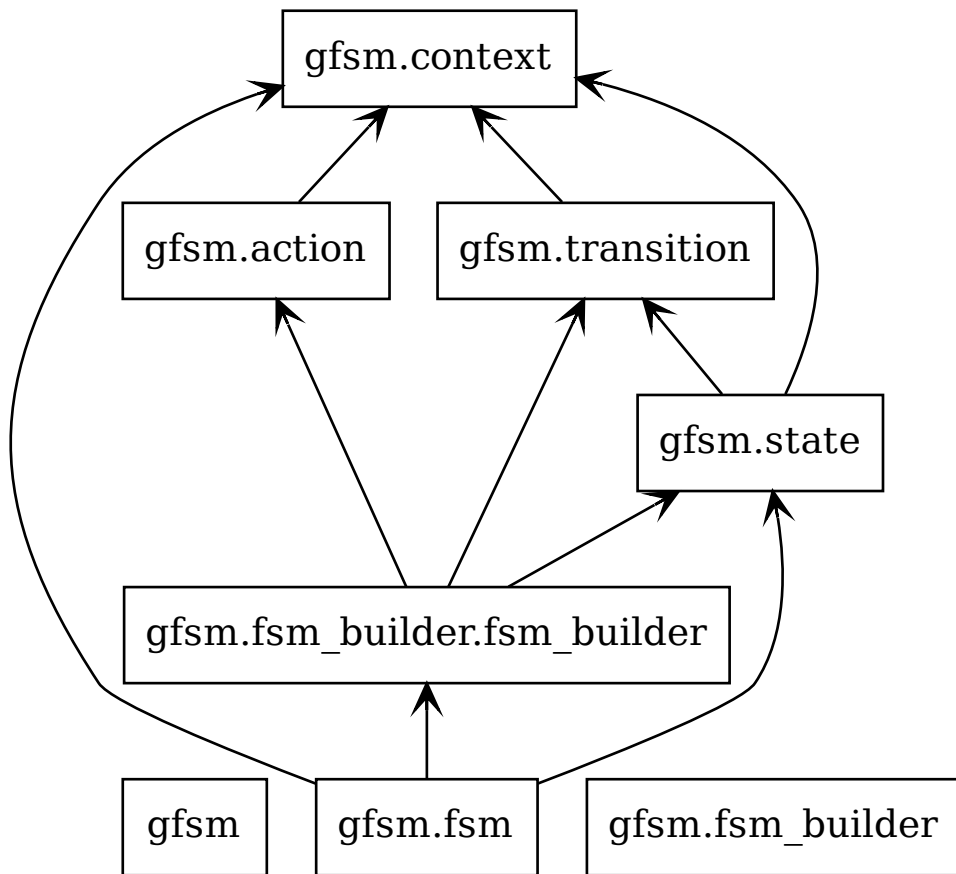 gfsm.context
gfsm.action
gfsm.transition
gfsm.state
gfsm.fsm_builder.fsm_builder
gfsm
gfsm.fsm
gfsm.fsm_builder